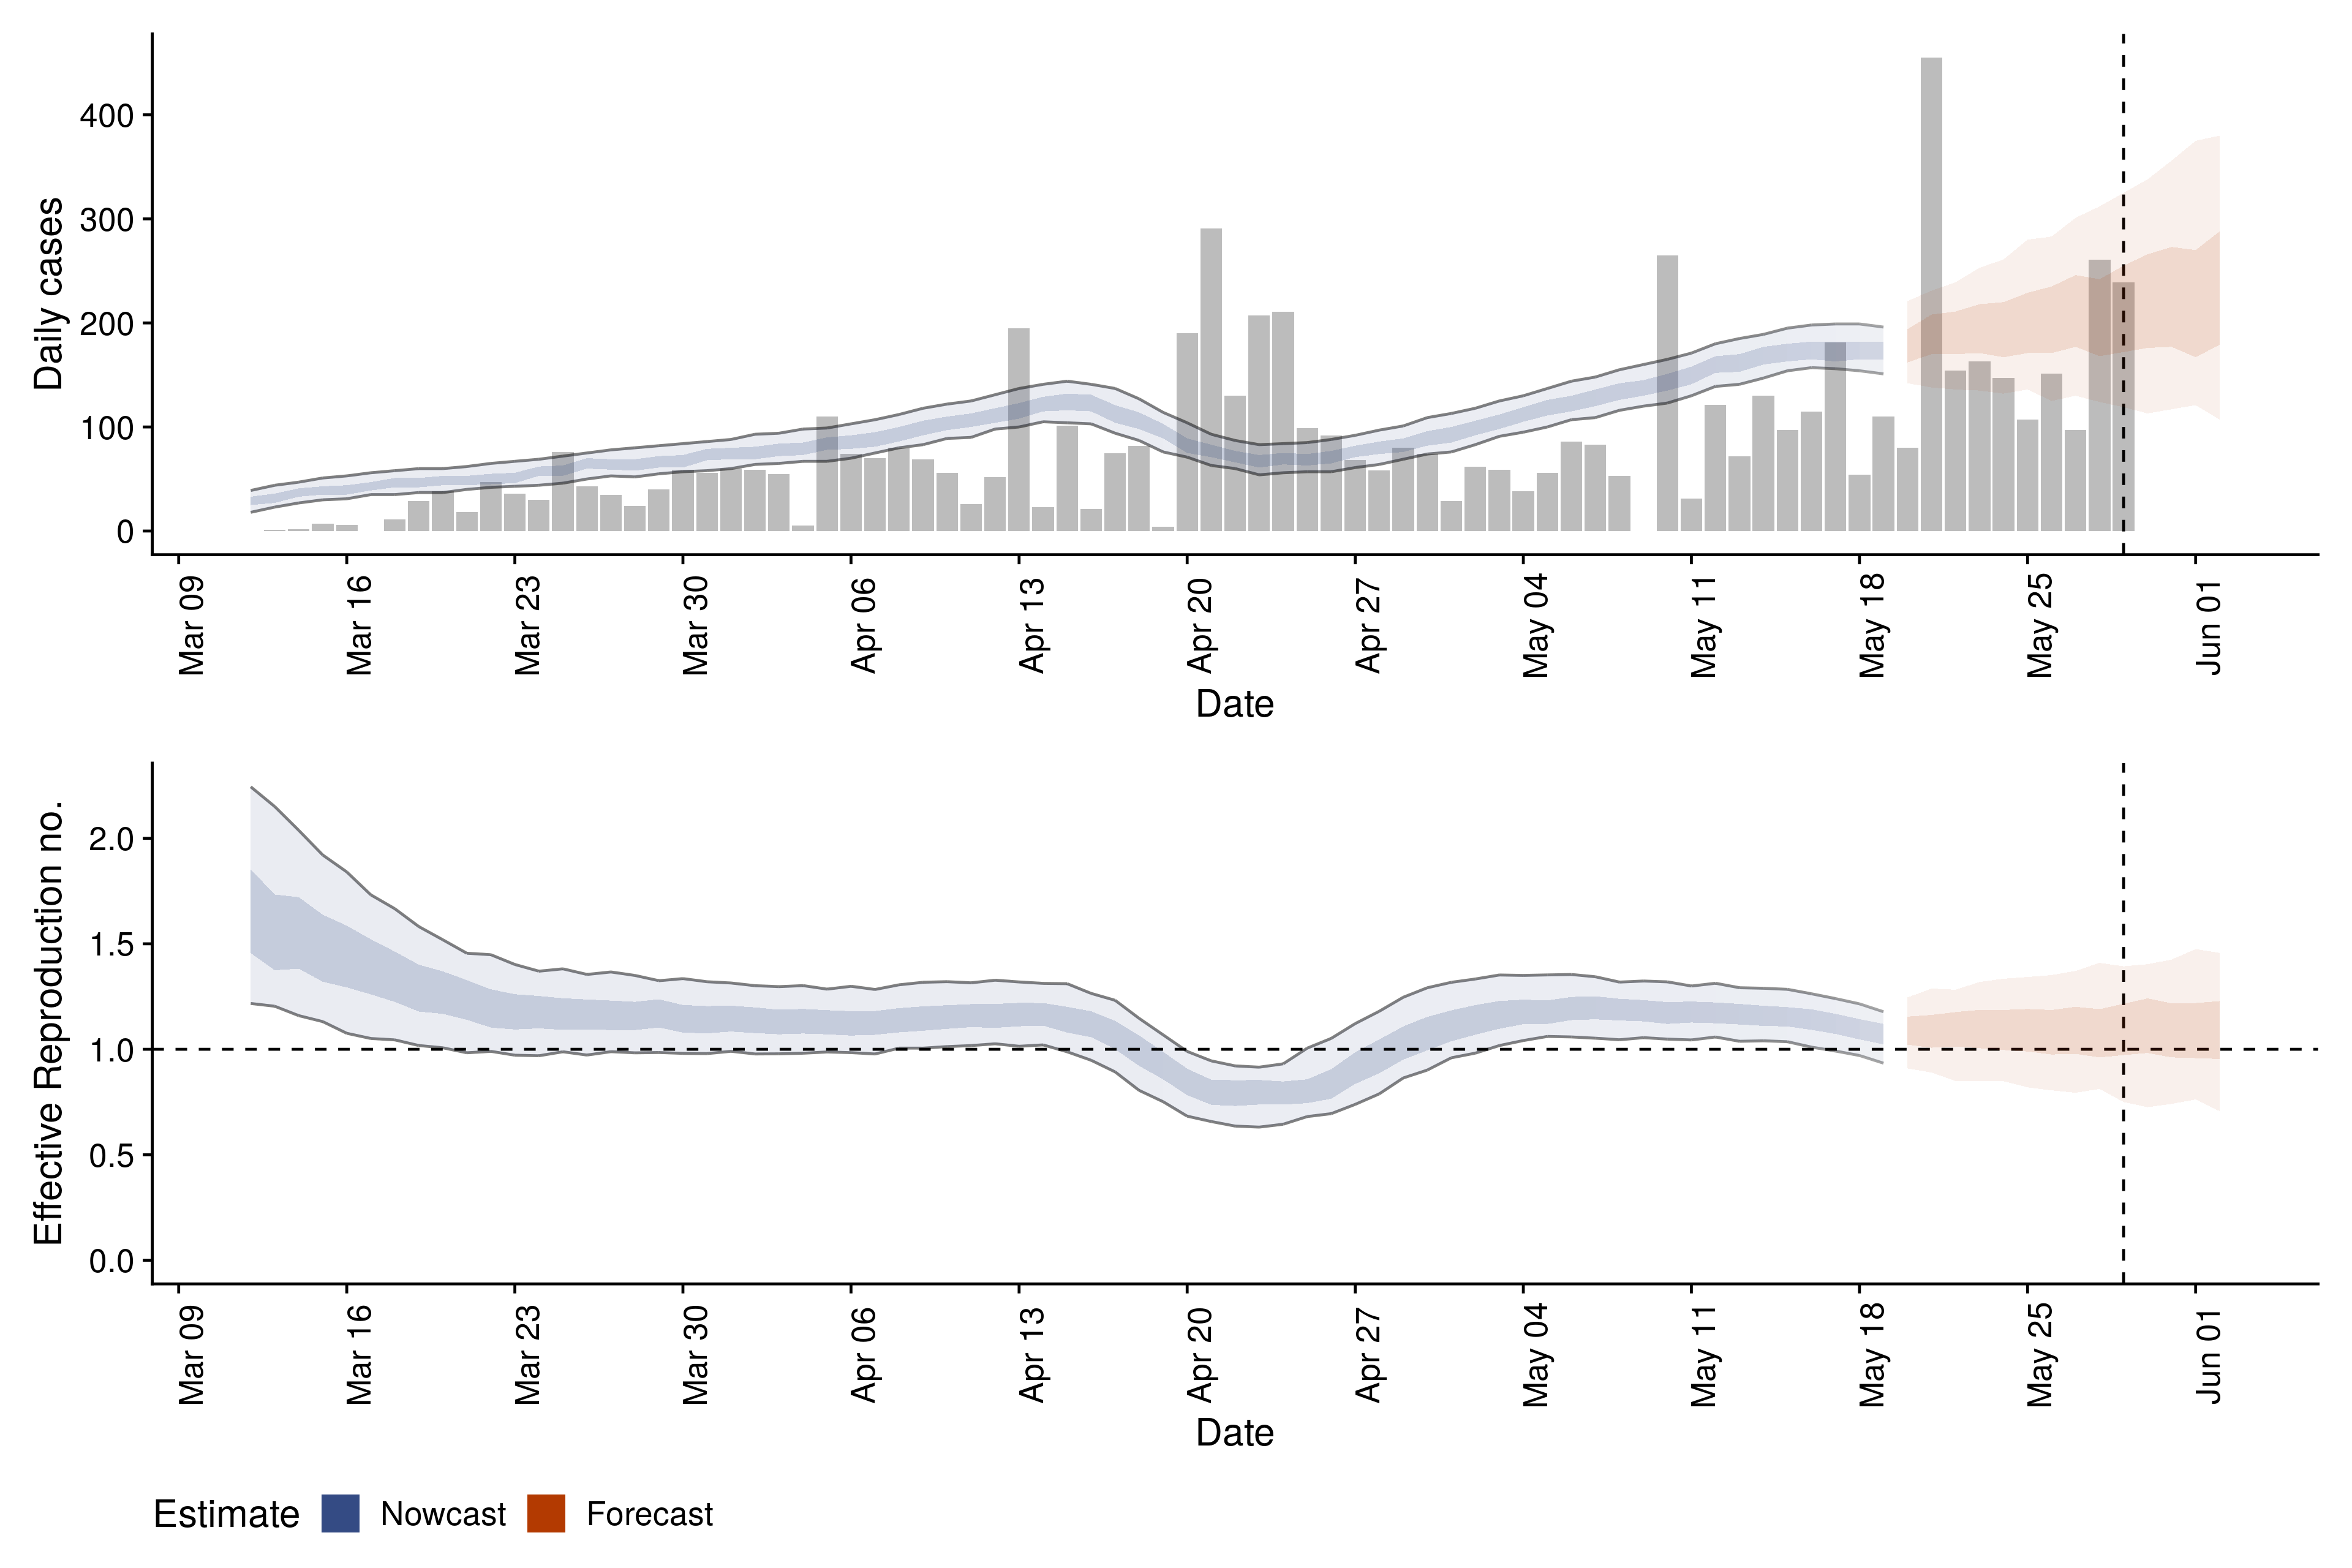 Daily cases
400
300
200
100
0
Mar 09
Mar 16
Mar 23
Mar 30
Apr 06
Apr 13
Apr 20
Apr 27
May 04
May 11
May 18
May 25
Jun 01
Date
Effective Reproduction no.
2.0
1.5
1.0
0.5
0.0
Mar 09
Mar 16
Mar 23
Mar 30
Apr 06
Apr 13
Apr 20
Apr 27
May 04
May 11
May 18
May 25
Jun 01
Date
Estimate Nowcast Forecast